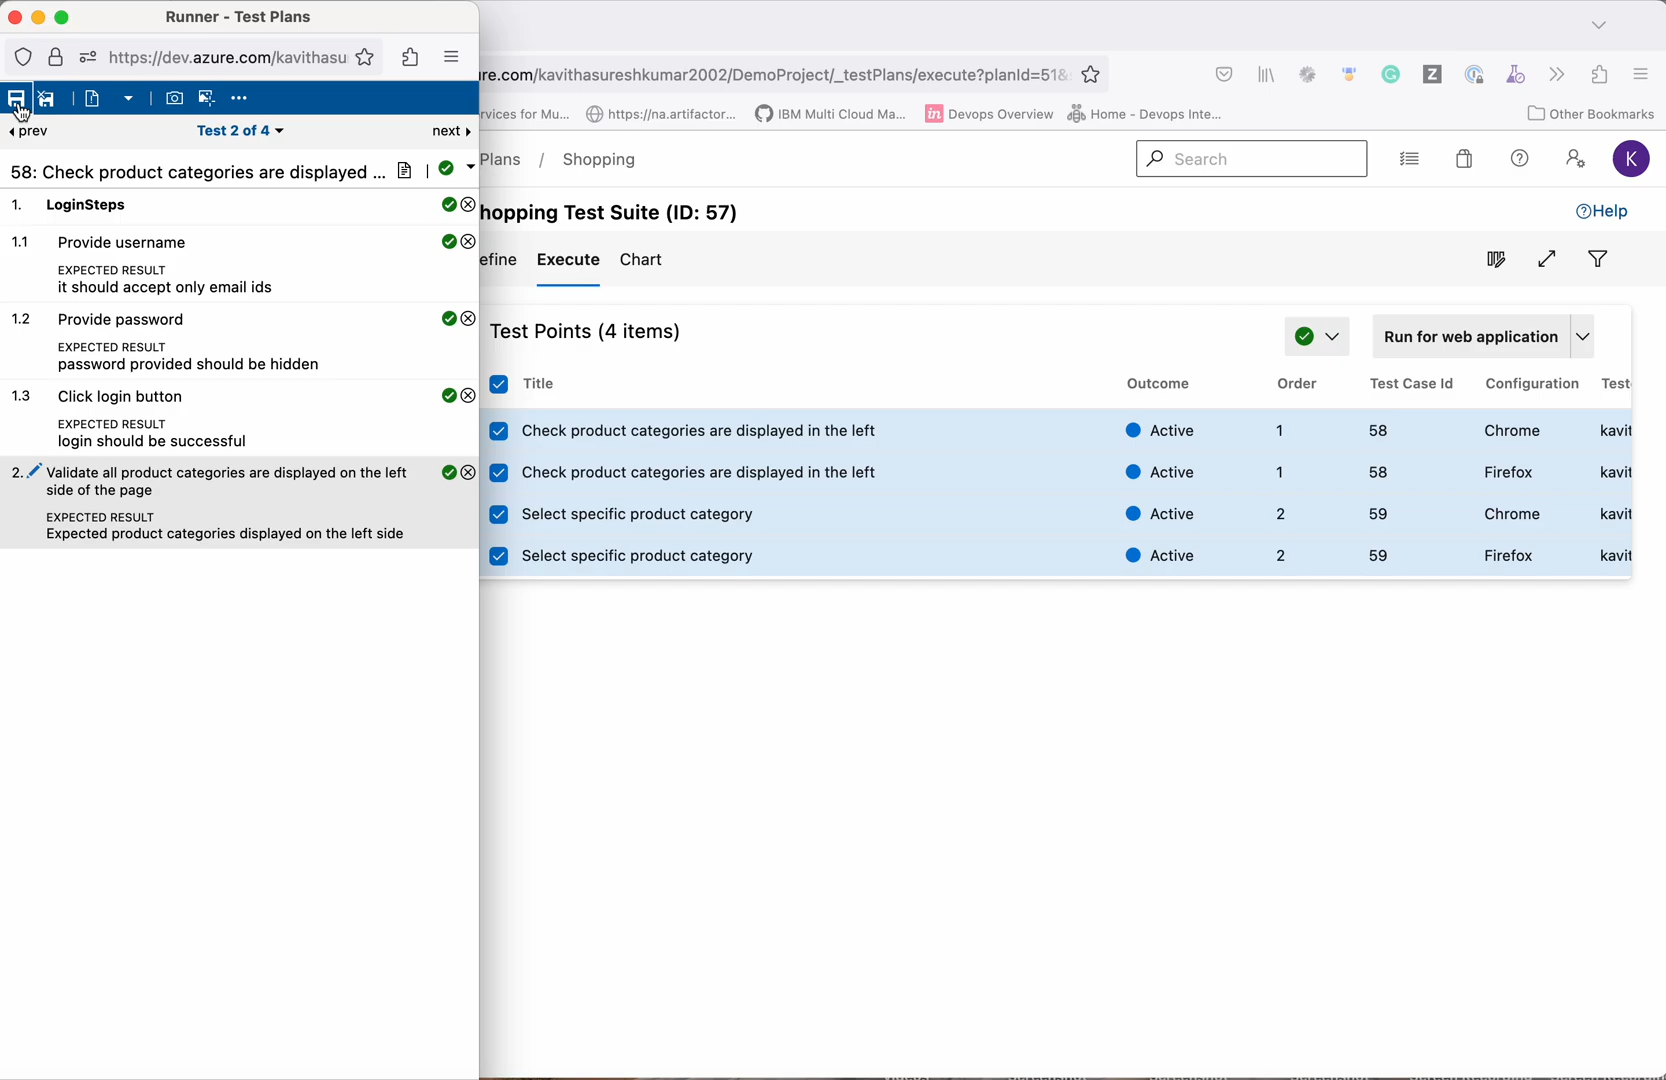 Runner - Test Plans
https://dev.azure.com/kavithasu
Test 2 of 4
prev
next
58: Check product categories are displayed ...
1. LoginSteps
1.1 Provide username
EXPECTED RESULT
it should accept only email ids
1.2 Provide password
EXPECTED RESULT
password provided should be hidden
1.3 Click login button
EXPECTED RESULT
login should be successful
2. Validate all product categories are displayed on the left
side of the page
EXPECTED RESULT
Expected product categories displayed on the left side
re.com/kavithasureshkumar2002/DemoProject/_testPlans/execute?planId=51&
rvices for Mu... https://na.artifactor... IBM Multi Cloud Ma... in Devops Overview Home - Devops Inte... Other Bookmarks
Plans / Shopping Search K
hopping Test Suite (ID: 57) Help
efine Execute Chart
Test Points (4 items) Run for web application
Title Outcome Order Test Case Id Configuration Test
Check product categories are displayed in the left Active 1 58 Chrome kavit
Check product categories are displayed in the left Active 1 58 Firefox kavit
Select specific product category Active 2 59 Chrome kavit
Select specific product category Active 2 59 Firefox kavit